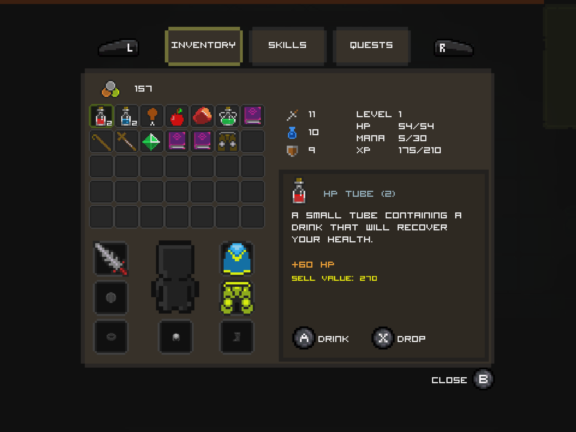 L
INVENTORY
SKILLS
QUESTS
R
157
2
2
11
10
9
LEVEL 1
HP 54/54
MANA 5/30
XP 175/210
HP TUBE (2)
A SMALL TUBE CONTAINING A
DRINK THAT WILL RECOVER
YOUR HEALTH.
+60 HP
SELL VALUE: 270
A DRINK
X DROP
CLOSE B